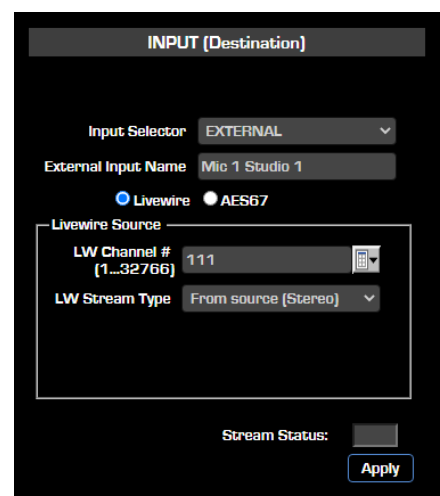 INPUT (Destination)
Input Selector EXTERNAL
External Input Name Mic 1 Studio 1
Livewire AES67
Livewire Source
LW Channel # 111
(1...32766)
LW Stream Type From source (Stereo)
Stream Status:
Apply